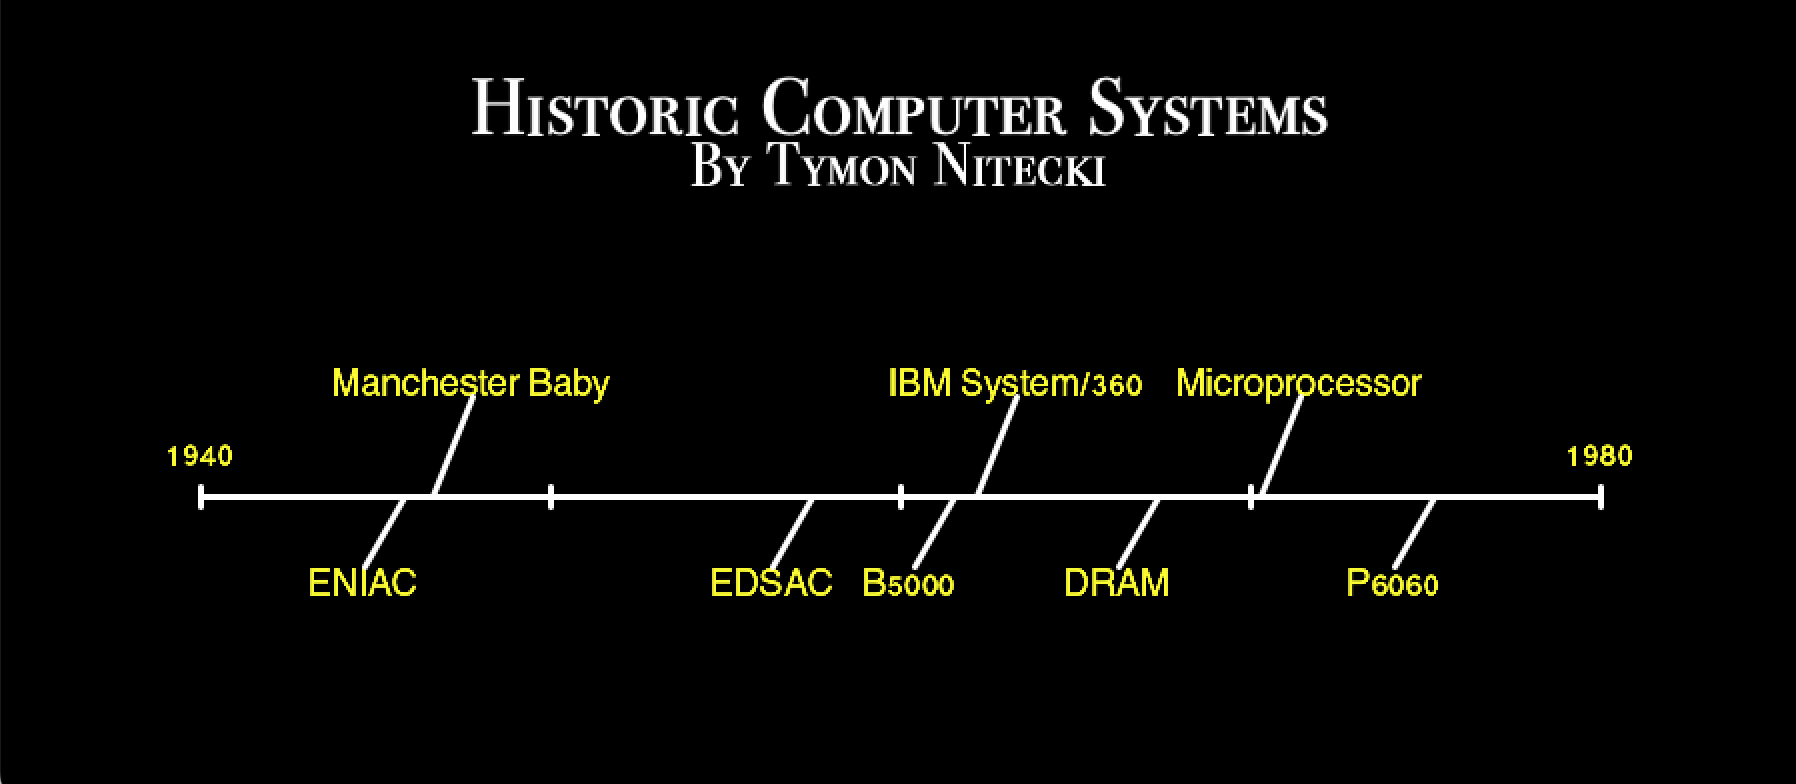 Historic Computer Systems
By Tymon Nitecki
Manchester Baby
IBM System/360
Microprocessor
1940
1980
ENIAC
EDSAC
B5000
DRAM
P6060